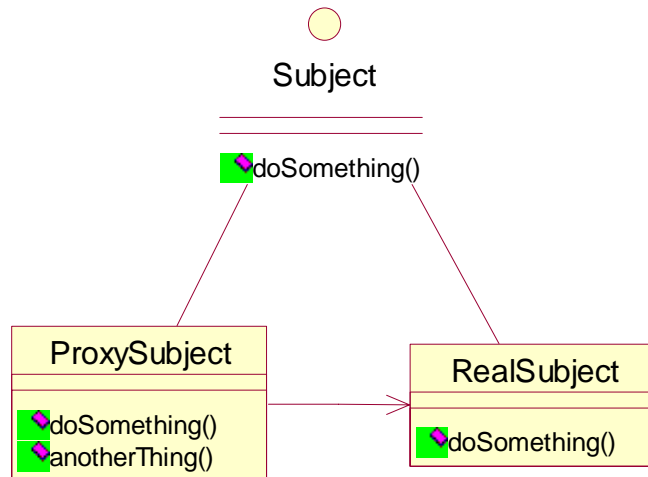 Subject
doSomething()
ProxySubject
doSomething()
anotherThing()
RealSubject
doSomething()